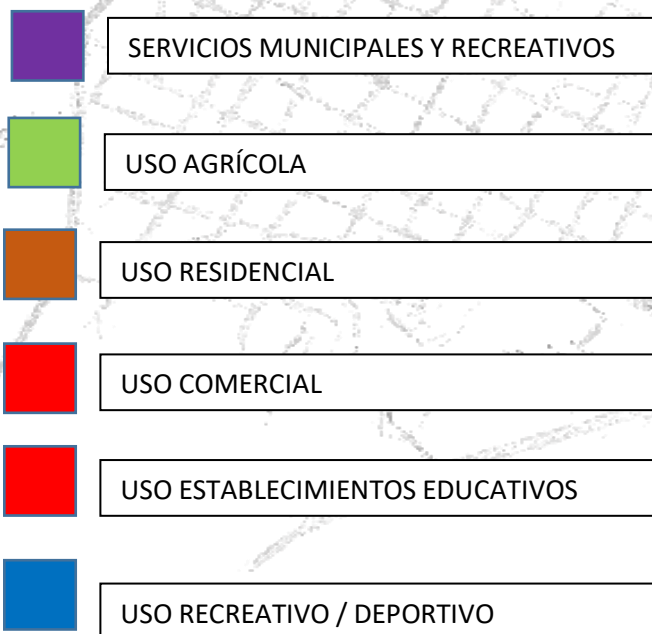 SERVICIOS MUNICIPALES Y RECREATIVOS
USO AGRÍCOLA
USO RESIDENCIAL
USO COMERCIAL
USO ESTABLECIMIENTOS EDUCATIVOS
USO RECREATIVO / DEPORTIVO